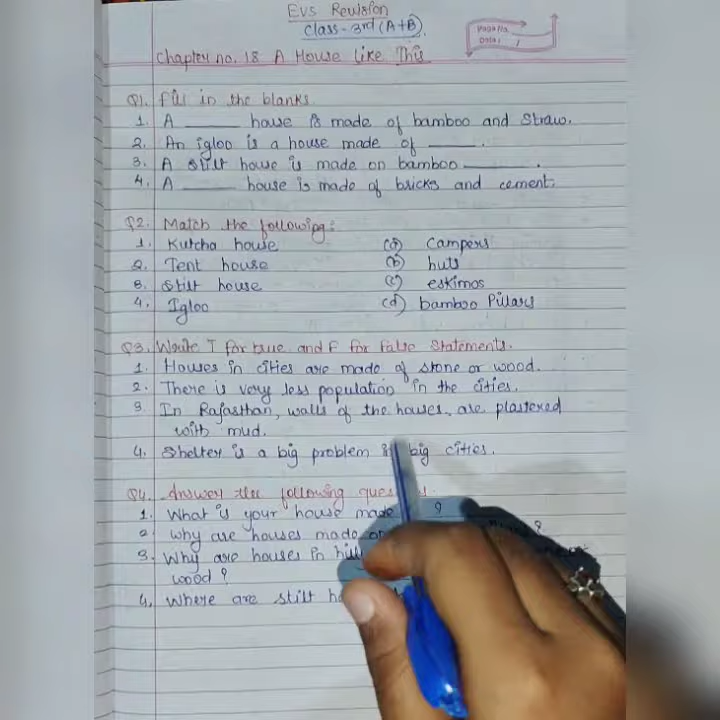 EVS Revision
Class-3rd (A+B)
Page No.
Date: /
Chapter no. 18 A House Like This
Q1. Fill in the blanks
1. A ______ house is made of bamboo and straw.
2. An igloo is a house made of ______.
3. A stilt house is made on bamboo ______.
4. A ______ house is made of bricks and cement.
Q2. Match the following:
1. Kutcha house (a) campers
2. Tent house (b) huts
3. Stilt house (c) eskimos
4. Igloo (d) bamboo Pillars
Q3. Write T for true and F for False Statements.
1. Houses in cities are made of stone or wood.
2. There is very less population in the cities.
3. In Rajasthan, walls of the houses, are plastered
with mud.
4. Shelter is a big problem in big cities.
Q4. Answer the following questions.
1. What is your house made ?
2. Why are houses made on ?
3. Why are houses in hill
wood?
4. Where are stilt